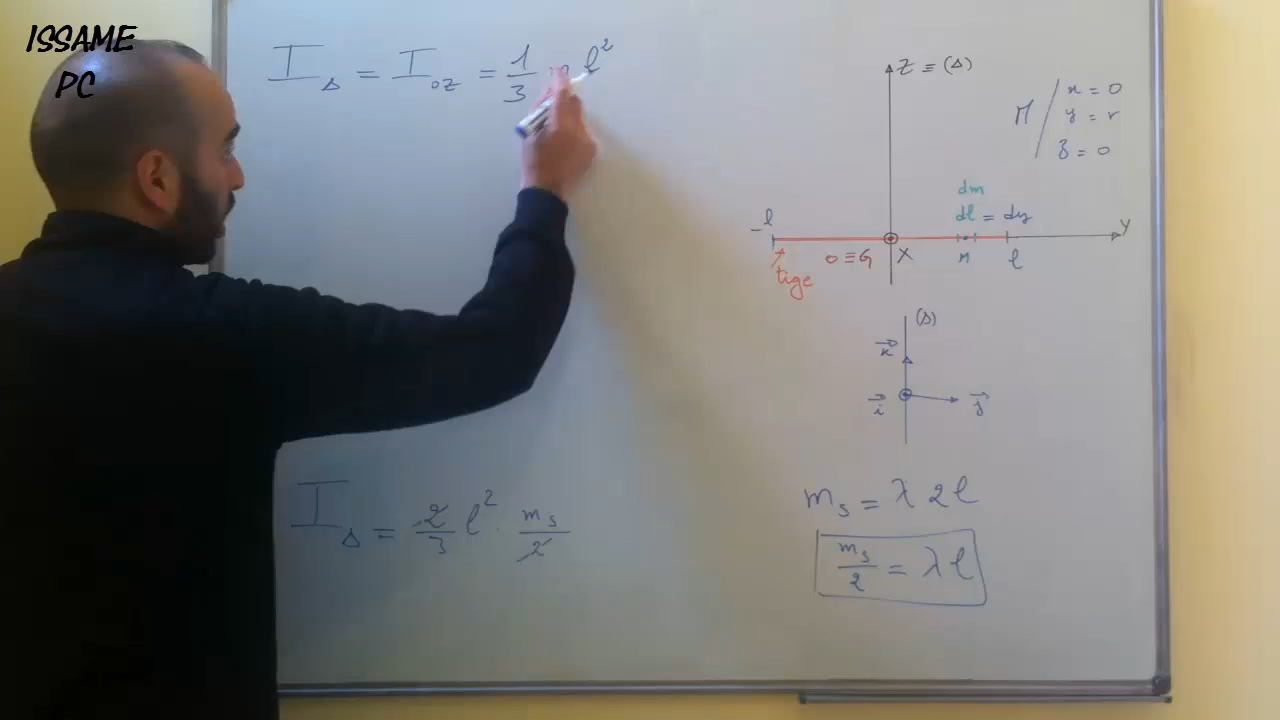 ISSAME
PC
I_Δ = I_oz = 1/3 m l²
I_Δ = 2/3 l² · m_s/2
Z ≡ (Δ)
M / x = 0
y = r
z = 0
dm
dl = dy
-l
y
o ≡ G
X
M
l
tige
(Δ)
k⃗
i⃗
j⃗
m_s = λ 2l
m_s/2 = λ l